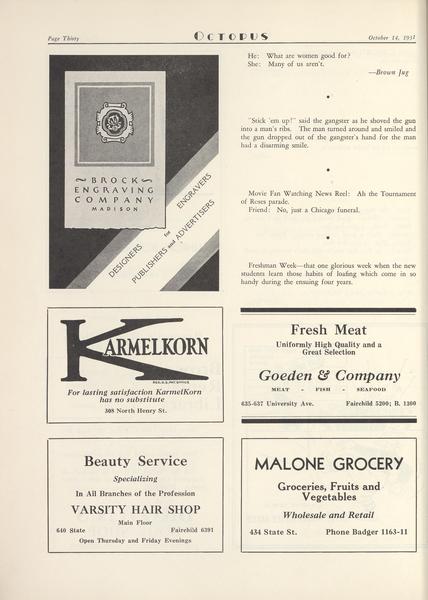 Page Thirty
OCTOPUS
October 14, 1931
BROCK
ENGRAVING
COMPANY
MADISON
DESIGNERS
for
ENGRAVERS
PUBLISHERS and ADVERTISERS
He: What are women good for?
She: Many of us aren't.
—Brown Jug
"Stick 'em up!" said the gangster as he shoved the gun
into a man's ribs. The man turned around and smiled and
the gun dropped out of the gangster's hand for the man
had a disarming smile.
Movie Fan Watching News Reel: Ah the Tournament
of Roses parade.
Friend: No, just a Chicago funeral.
Freshman Week—that one glorious week when the new
students learn those habits of loafing which come in so
handy during the ensuing four years.
KARMELKORN
REG. U.S. PAT. OFFICE
For lasting satisfaction KarmelKorn
has no substitute
308 North Henry St.
Fresh Meat
Uniformly High Quality and a
Great Selection
Goeden & Company
MEAT - FISH - SEAFOOD
635-637 University Ave. Fairchild 5200; B. 1300
Beauty Service
Specializing
In All Branches of the Profession
VARSITY HAIR SHOP
Main Floor
640 State Fairchild 6391
Open Thursday and Friday Evenings
MALONE GROCERY
Groceries, Fruits and
Vegetables
Wholesale and Retail
434 State St. Phone Badger 1163-11